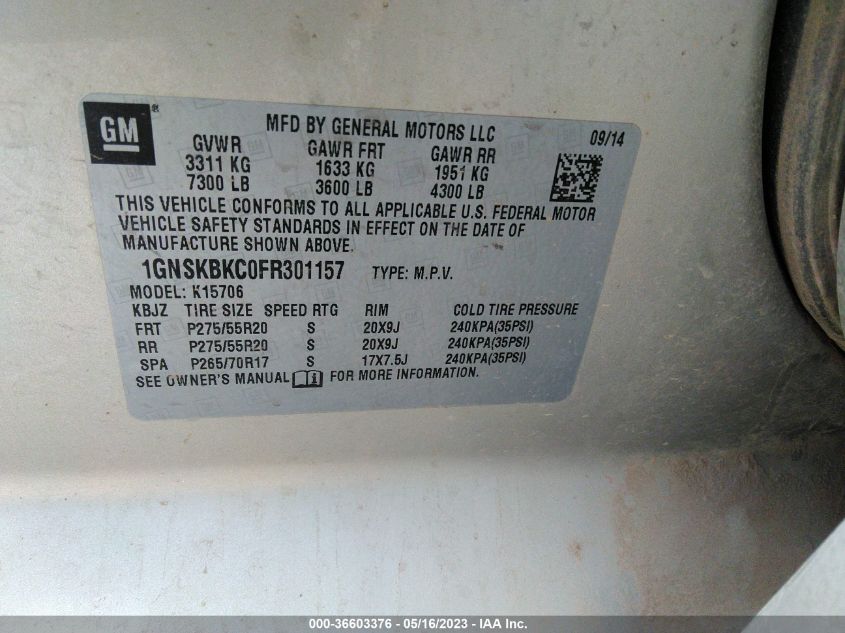 GM ®
MFD BY GENERAL MOTORS LLC 09/14
GVWR GAWR FRT GAWR RR
3311 KG 1633 KG 1951 KG
7300 LB 3600 LB 4300 LB
THIS VEHICLE CONFORMS TO ALL APPLICABLE U.S. FEDERAL MOTOR
VEHICLE SAFETY STANDARDS IN EFFECT ON THE DATE OF
MANUFACTURE SHOWN ABOVE.
1GNSKBKC0FR301157 TYPE: M.P.V.
MODEL: K15706
KBJZ TIRE SIZE SPEED RTG RIM COLD TIRE PRESSURE
FRT P275/55R20 S 20X9J 240KPA(35PSI)
RR P275/55R20 S 20X9J 240KPA(35PSI)
SPA P265/70R17 S 17X7.5J 240KPA(35PSI)
SEE OWNER'S MANUAL FOR MORE INFORMATION.
000-36603376 - 05/16/2023 - IAA Inc.